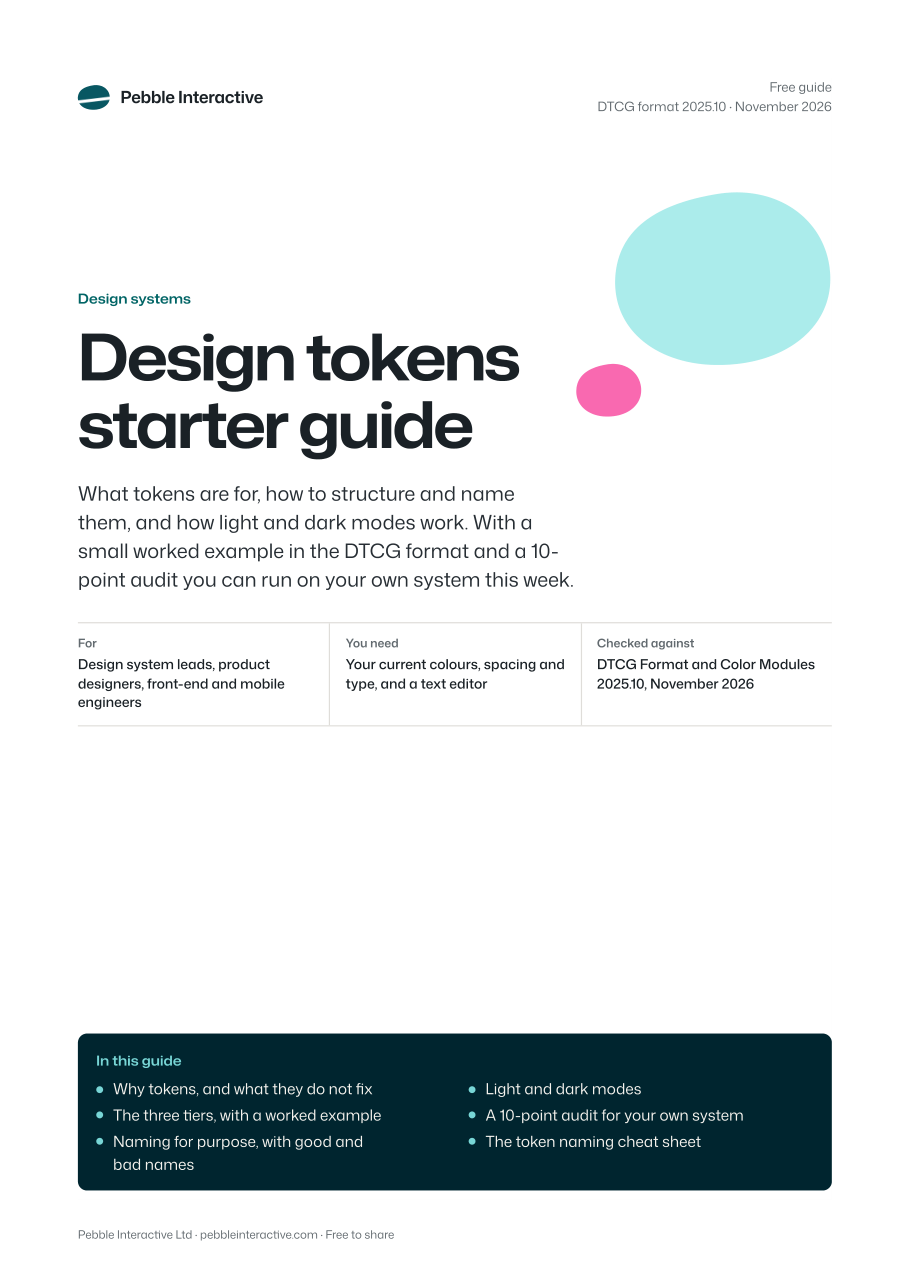 Pebble Interactive
Free guide
DTCG format 2025.10 · November 2026
Design systems
Design tokens
starter guide
What tokens are for, how to structure and name
them, and how light and dark modes work. With a
small worked example in the DTCG format and a 10-
point audit you can run on your own system this week.
For
Design system leads, product
designers, front-end and mobile
engineers
You need
Your current colours, spacing and
type, and a text editor
Checked against
DTCG Format and Color Modules
2025.10, November 2026
In this guide
Why tokens, and what they do not fix
The three tiers, with a worked example
Naming for purpose, with good and
bad names
Light and dark modes
A 10-point audit for your own system
The token naming cheat sheet
Pebble Interactive Ltd · pebbleinteractive.com · Free to share